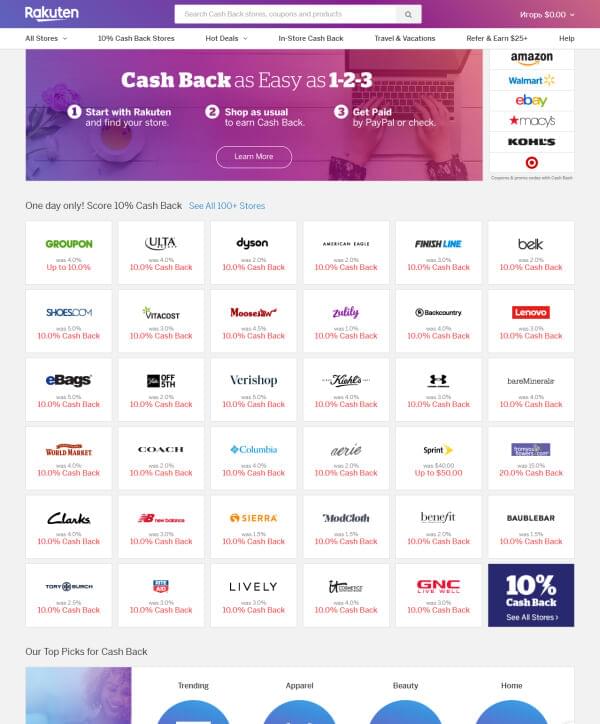 Rakuten
Search Cash Back stores, coupons and products
Игорь $0.00
All Stores 10% Cash Back Stores Hot Deals In-Store Cash Back Travel & Vacations Refer & Earn $25+ Help
Cash Back as Easy as 1-2-3
1 Start with Rakuten and find your store.
2 Shop as usual to earn Cash Back.
3 Get Paid by PayPal or check.
Learn More
amazon
Walmart
ebay
macy's
KOHL'S
Coupons & promo codes with Cash Back
One day only! Score 10% Cash Back See All 100+ Stores
GROUPON ULTA dyson AMERICAN EAGLE FINISH LINE belk
was 4.0% was 4.0% was 2.0% was 2.0% was 3.0% was 2.0%
Up to 10.0% 10.0% Cash Back 10.0% Cash Back 10.0% Cash Back 10.0% Cash Back 10.0% Cash Back
SHOES.COM VITACOST Moosejaw zulily Backcountry Lenovo
was 5.0% was 3.0% was 4.5% was 1.0% was 4.0% was 3.0%
10.0% Cash Back 10.0% Cash Back 10.0% Cash Back 10.0% Cash Back 10.0% Cash Back 10.0% Cash Back
eBags OFF 5TH Verishop Kiehl's bareMinerals
was 5.0% was 2.0% was 5.0% was 4.0% was 3.0% was 4.0%
10.0% Cash Back 10.0% Cash Back 10.0% Cash Back 10.0% Cash Back 10.0% Cash Back 10.0% Cash Back
WORLD MARKET COACH Columbia aerie Sprint fromyouflowers.com
was 4.0% was 2.0% was 4.0% was 2.0% was $40.00 was 15.0%
10.0% Cash Back 10.0% Cash Back 10.0% Cash Back 10.0% Cash Back Up to $50.00 20.0% Cash Back
Clarks new balance SIERRA ModCloth benefit BAUBLEBAR
was 4.0% was 3.0% was 1.5% was 1.5% was 2.0% was 1.5%
10.0% Cash Back 10.0% Cash Back 10.0% Cash Back 10.0% Cash Back 10.0% Cash Back 10.0% Cash Back
TORY BURCH RITE AID LIVELY it COSMETICS GNC LIVE WELL 10% Cash Back
was 2.5% was 3.0% was 3.0% was 4.0% was 3.0%
10.0% Cash Back 10.0% Cash Back 10.0% Cash Back 10.0% Cash Back 10.0% Cash Back See All Stores
Our Top Picks for Cash Back
Trending Apparel Beauty Home